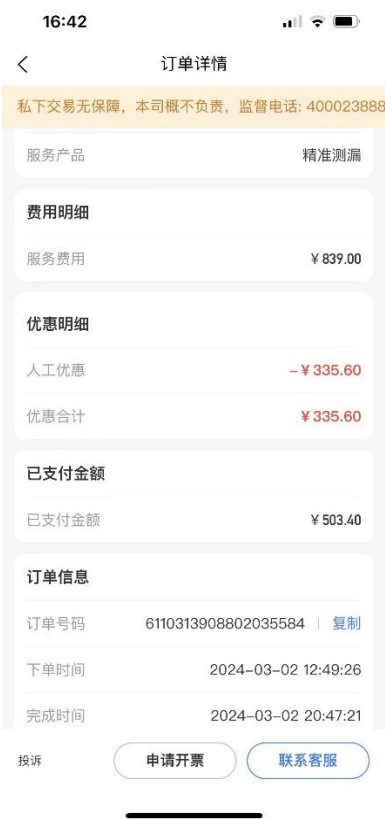 16:42
订单详情
私下交易无保障，本司概不负责，监督电话: 400023888
服务产品 精准测漏
费用明细
服务费用 ¥839.00
优惠明细
人工优惠 -¥335.60
优惠合计 ¥335.60
已支付金额
已支付金额 ¥503.40
订单信息
订单号码 6110313908802035584 | 复制
下单时间 2024-03-02 12:49:26
完成时间 2024-03-02 20:47:21
投诉 申请开票 联系客服